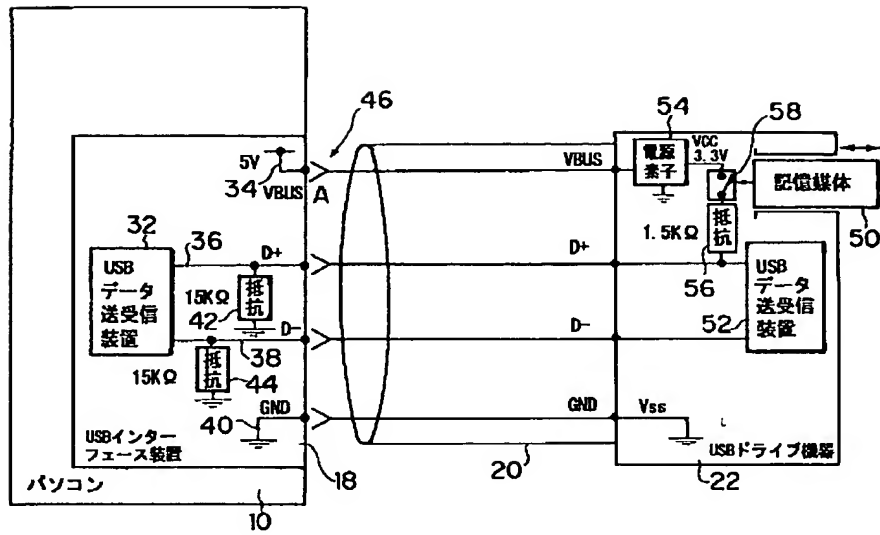 46
54
58
5V
34
VBUS
A
VBUS
電源
素子
VCC
3.3V
記憶媒体
50
32
36
D+
D+
1.5KΩ
抵抗
56
USB
データ
送受信
装置
15KΩ
抵抗
42
D-
D-
USB
データ
送受信
装置
52
38
15KΩ
抵抗
44
40
GND
GND
Vss
USBインター
フェース装置
18
20
USBドライブ機器
22
パソコン
10